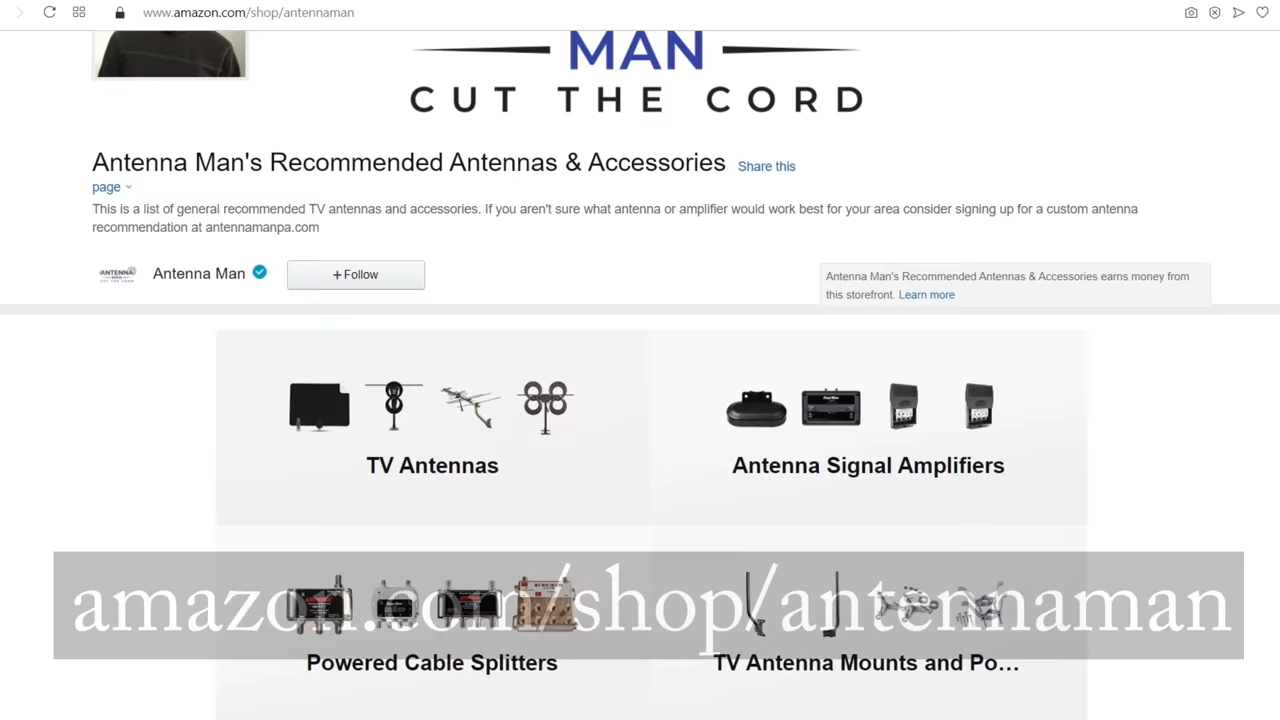 www.amazon.com/shop/antennaman
MAN
CUT THE CORD
Antenna Man's Recommended Antennas & Accessories Share this
page
This is a list of general recommended TV antennas and accessories. If you aren't sure what antenna or amplifier would work best for your area consider signing up for a custom antenna
recommendation at antennamanpa.com
ANTENNA
Antenna Man
+Follow
Antenna Man's Recommended Antennas & Accessories earns money from
this storefront. Learn more
TV Antennas
Antenna Signal Amplifiers
amazon.com/shop/antennaman
Powered Cable Splitters
TV Antenna Mounts and Po…